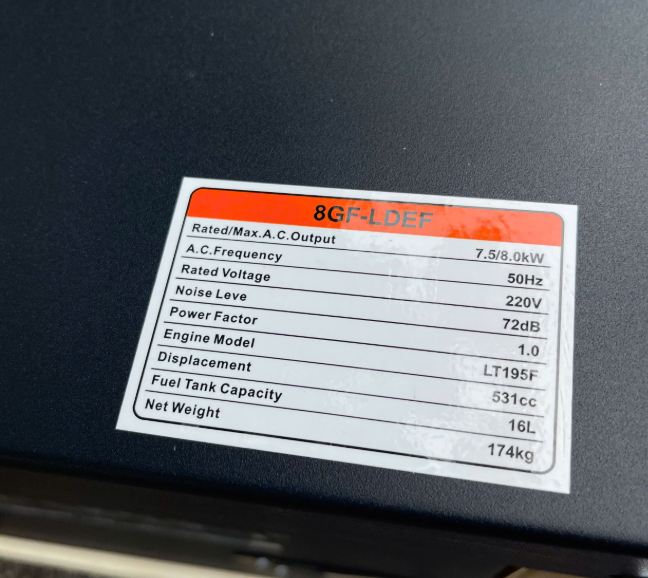 8GF-LDEF
Rated/Max.A.C.Output 7.5/8.0kW
A.C.Frequency 50Hz
Rated Voltage 220V
Noise Leve 72dB
Power Factor 1.0
Engine Model LT195F
Displacement 531cc
Fuel Tank Capacity 16L
Net Weight 174kg